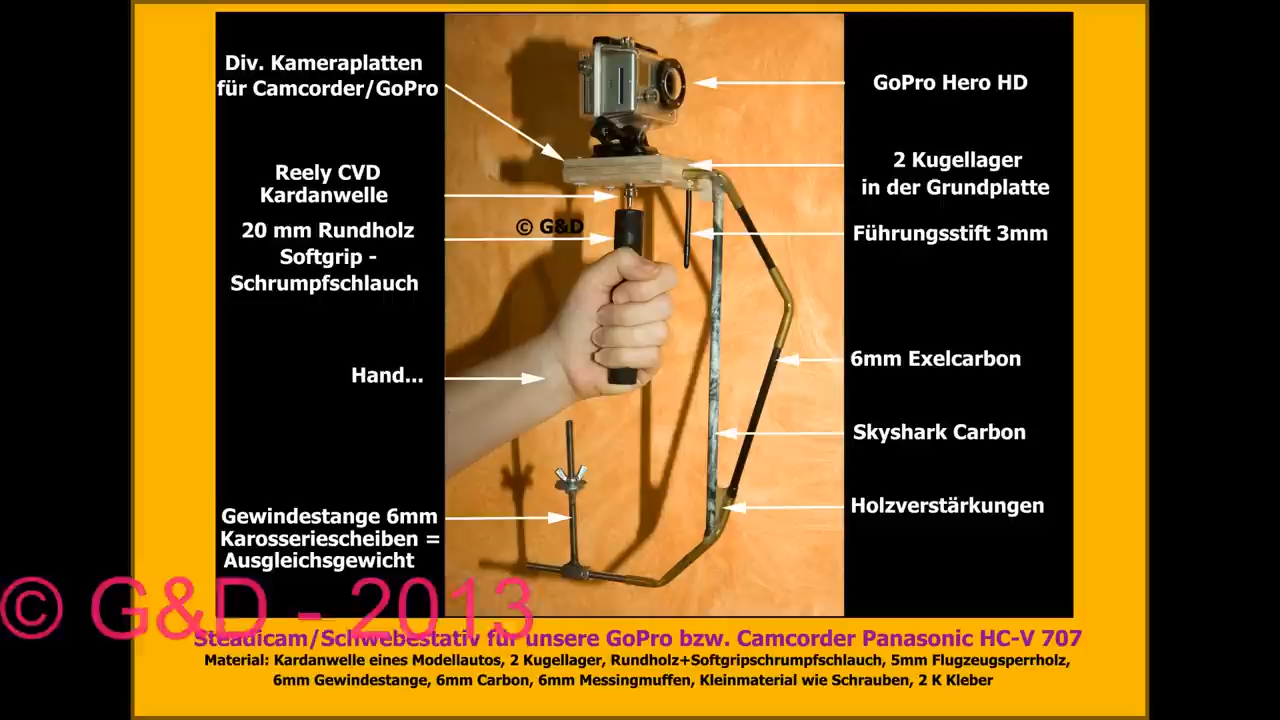 Div. Kameraplatten
für Camcorder/GoPro
Reely CVD
Kardanwelle
20 mm Rundholz
Softgrip -
Schrumpfschlauch
Hand...
Gewindestange 6mm
Karosseriescheiben =
Ausgleichsgewicht
© G&D
GoPro Hero HD
2 Kugellager
in der Grundplatte
Führungsstift 3mm
6mm Exelcarbon
Skyshark Carbon
Holzverstärkungen
© G&D - 2013
Steadicam/Schwebestativ für unsere GoPro bzw. Camcorder Panasonic HC-V 707
Material: Kardanwelle eines Modellautos, 2 Kugellager, Rundholz+Softgripschrumpfschlauch, 5mm Flugzeugsperrholz,
6mm Gewindestange, 6mm Carbon, 6mm Messingmuffen, Kleinmaterial wie Schrauben, 2 K Kleber